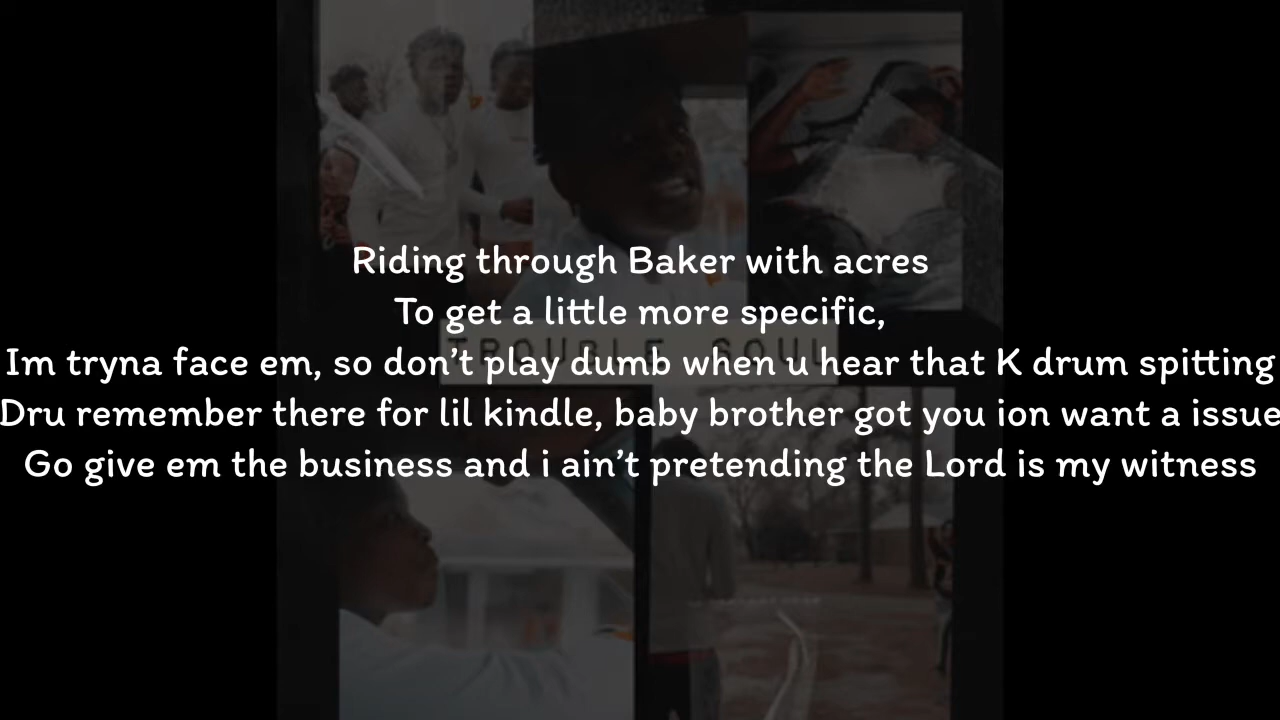 Riding through Baker with acres
To get a little more specific,
Im tryna face em, so don’t play dumb when u hear that K drum spitting
TROUBLE SOUL
Dru remember there for lil kindle, baby brother got you ion want a issue
Go give em the business and i ain’t pretending the Lord is my witness